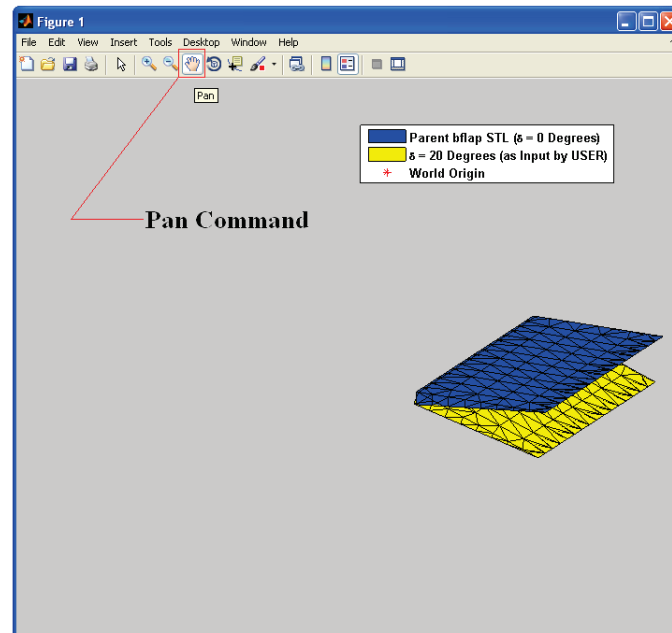 Figure 1
File Edit View Insert Tools Desktop Window Help
Pan
Parent bflap STL (δ = 0 Degrees)
δ = 20 Degrees (as Input by USER)
World Origin
Pan Command